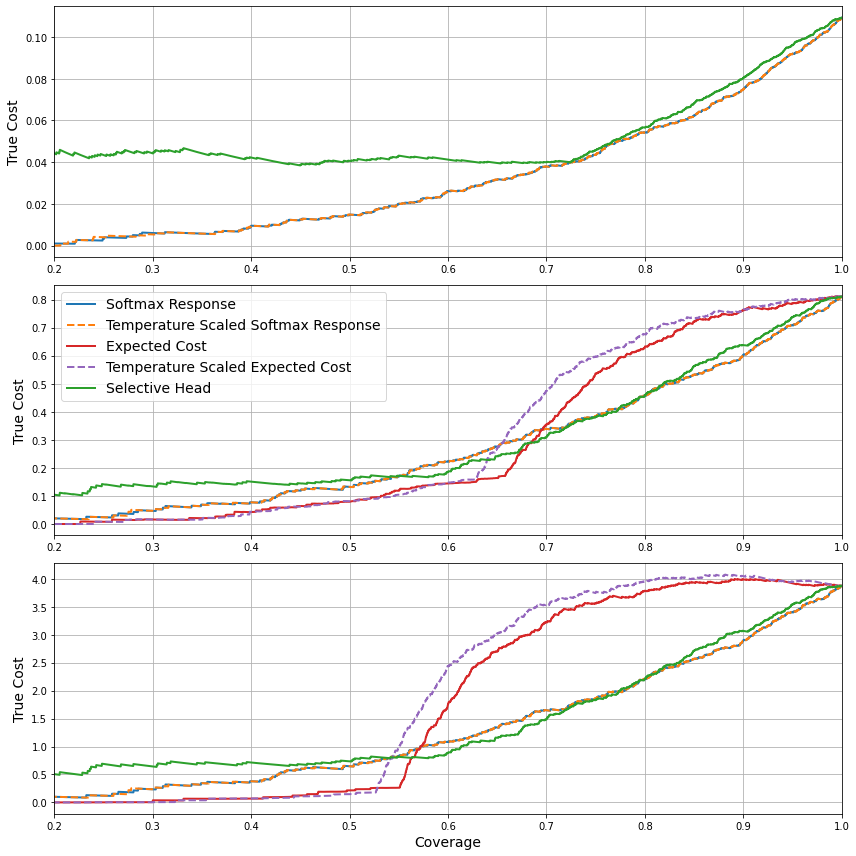 True Cost
0.10
0.08
0.06
0.04
0.02
0.00
0.2 0.3 0.4 0.5 0.6 0.7 0.8 0.9 1.0
True Cost
0.8
0.7
0.6
0.5
0.4
0.3
0.2
0.1
0.0
Softmax Response
Temperature Scaled Softmax Response
Expected Cost
Temperature Scaled Expected Cost
Selective Head
0.2 0.3 0.4 0.5 0.6 0.7 0.8 0.9 1.0
True Cost
4.0
3.5
3.0
2.5
2.0
1.5
1.0
0.5
0.0
0.2 0.3 0.4 0.5 0.6 0.7 0.8 0.9 1.0
Coverage